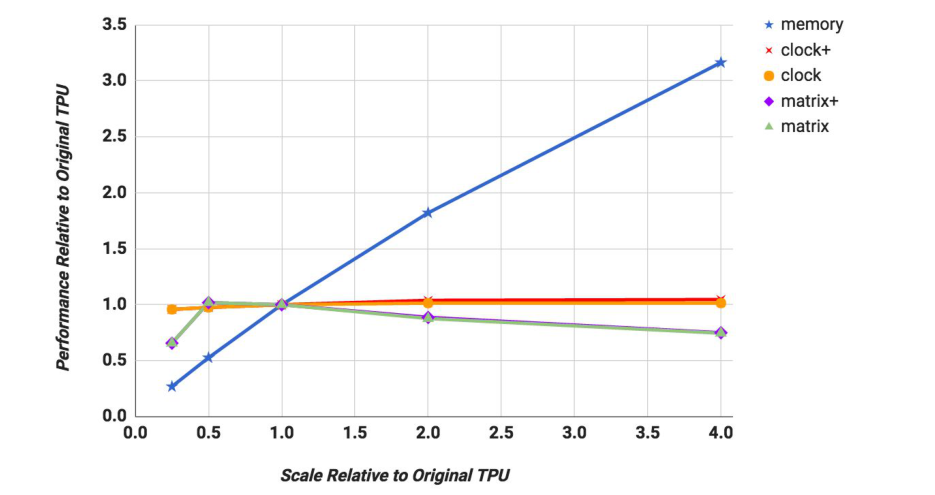 3.5
3.0
2.5
2.0
1.5
1.0
0.5
0.0
Performance Relative to Original TPU
0.0 0.5 1.0 1.5 2.0 2.5 3.0 3.5 4.0
Scale Relative to Original TPU
memory
clock+
clock
matrix+
matrix